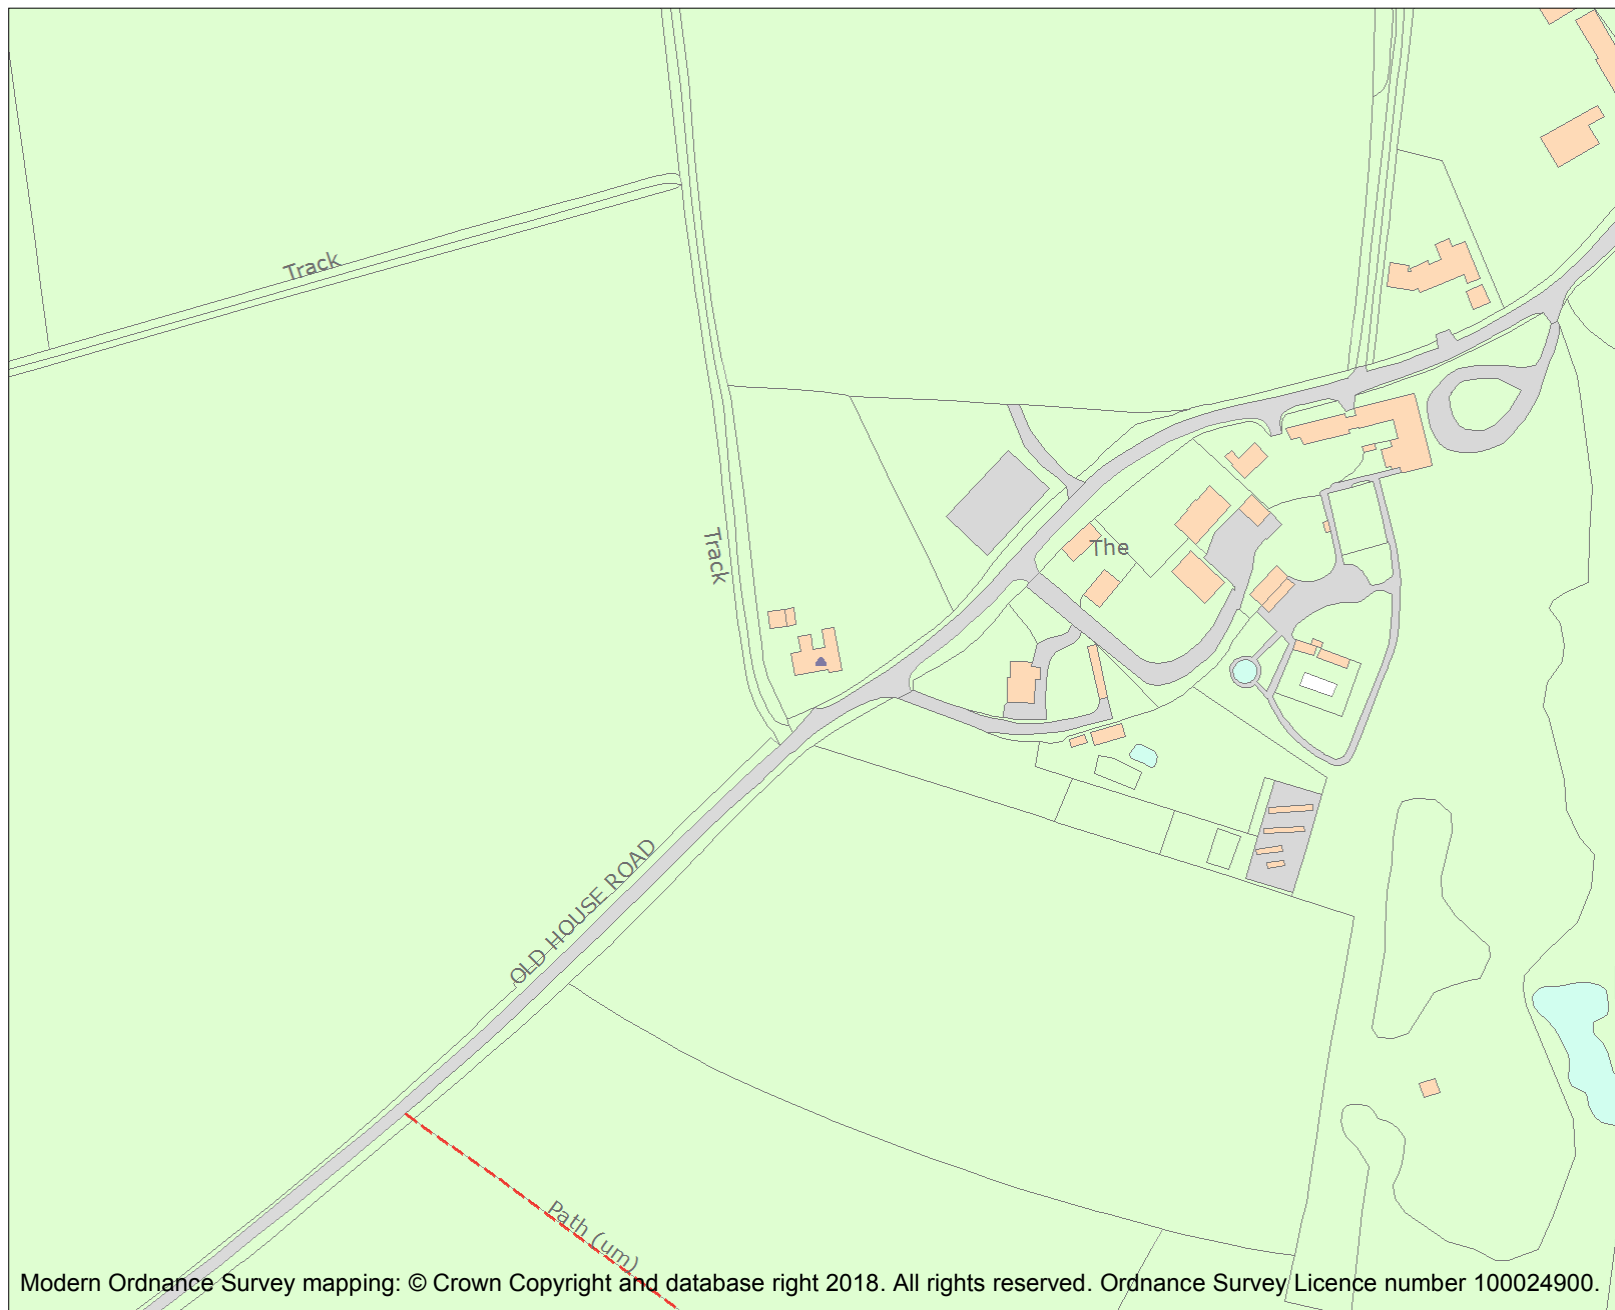 Track
Track
The
OLD HOUSE ROAD
Path (um)
Modern Ordnance Survey mapping: © Crown Copyright and database right 2018. All rights reserved. Ordnance Survey Licence number 100024900.